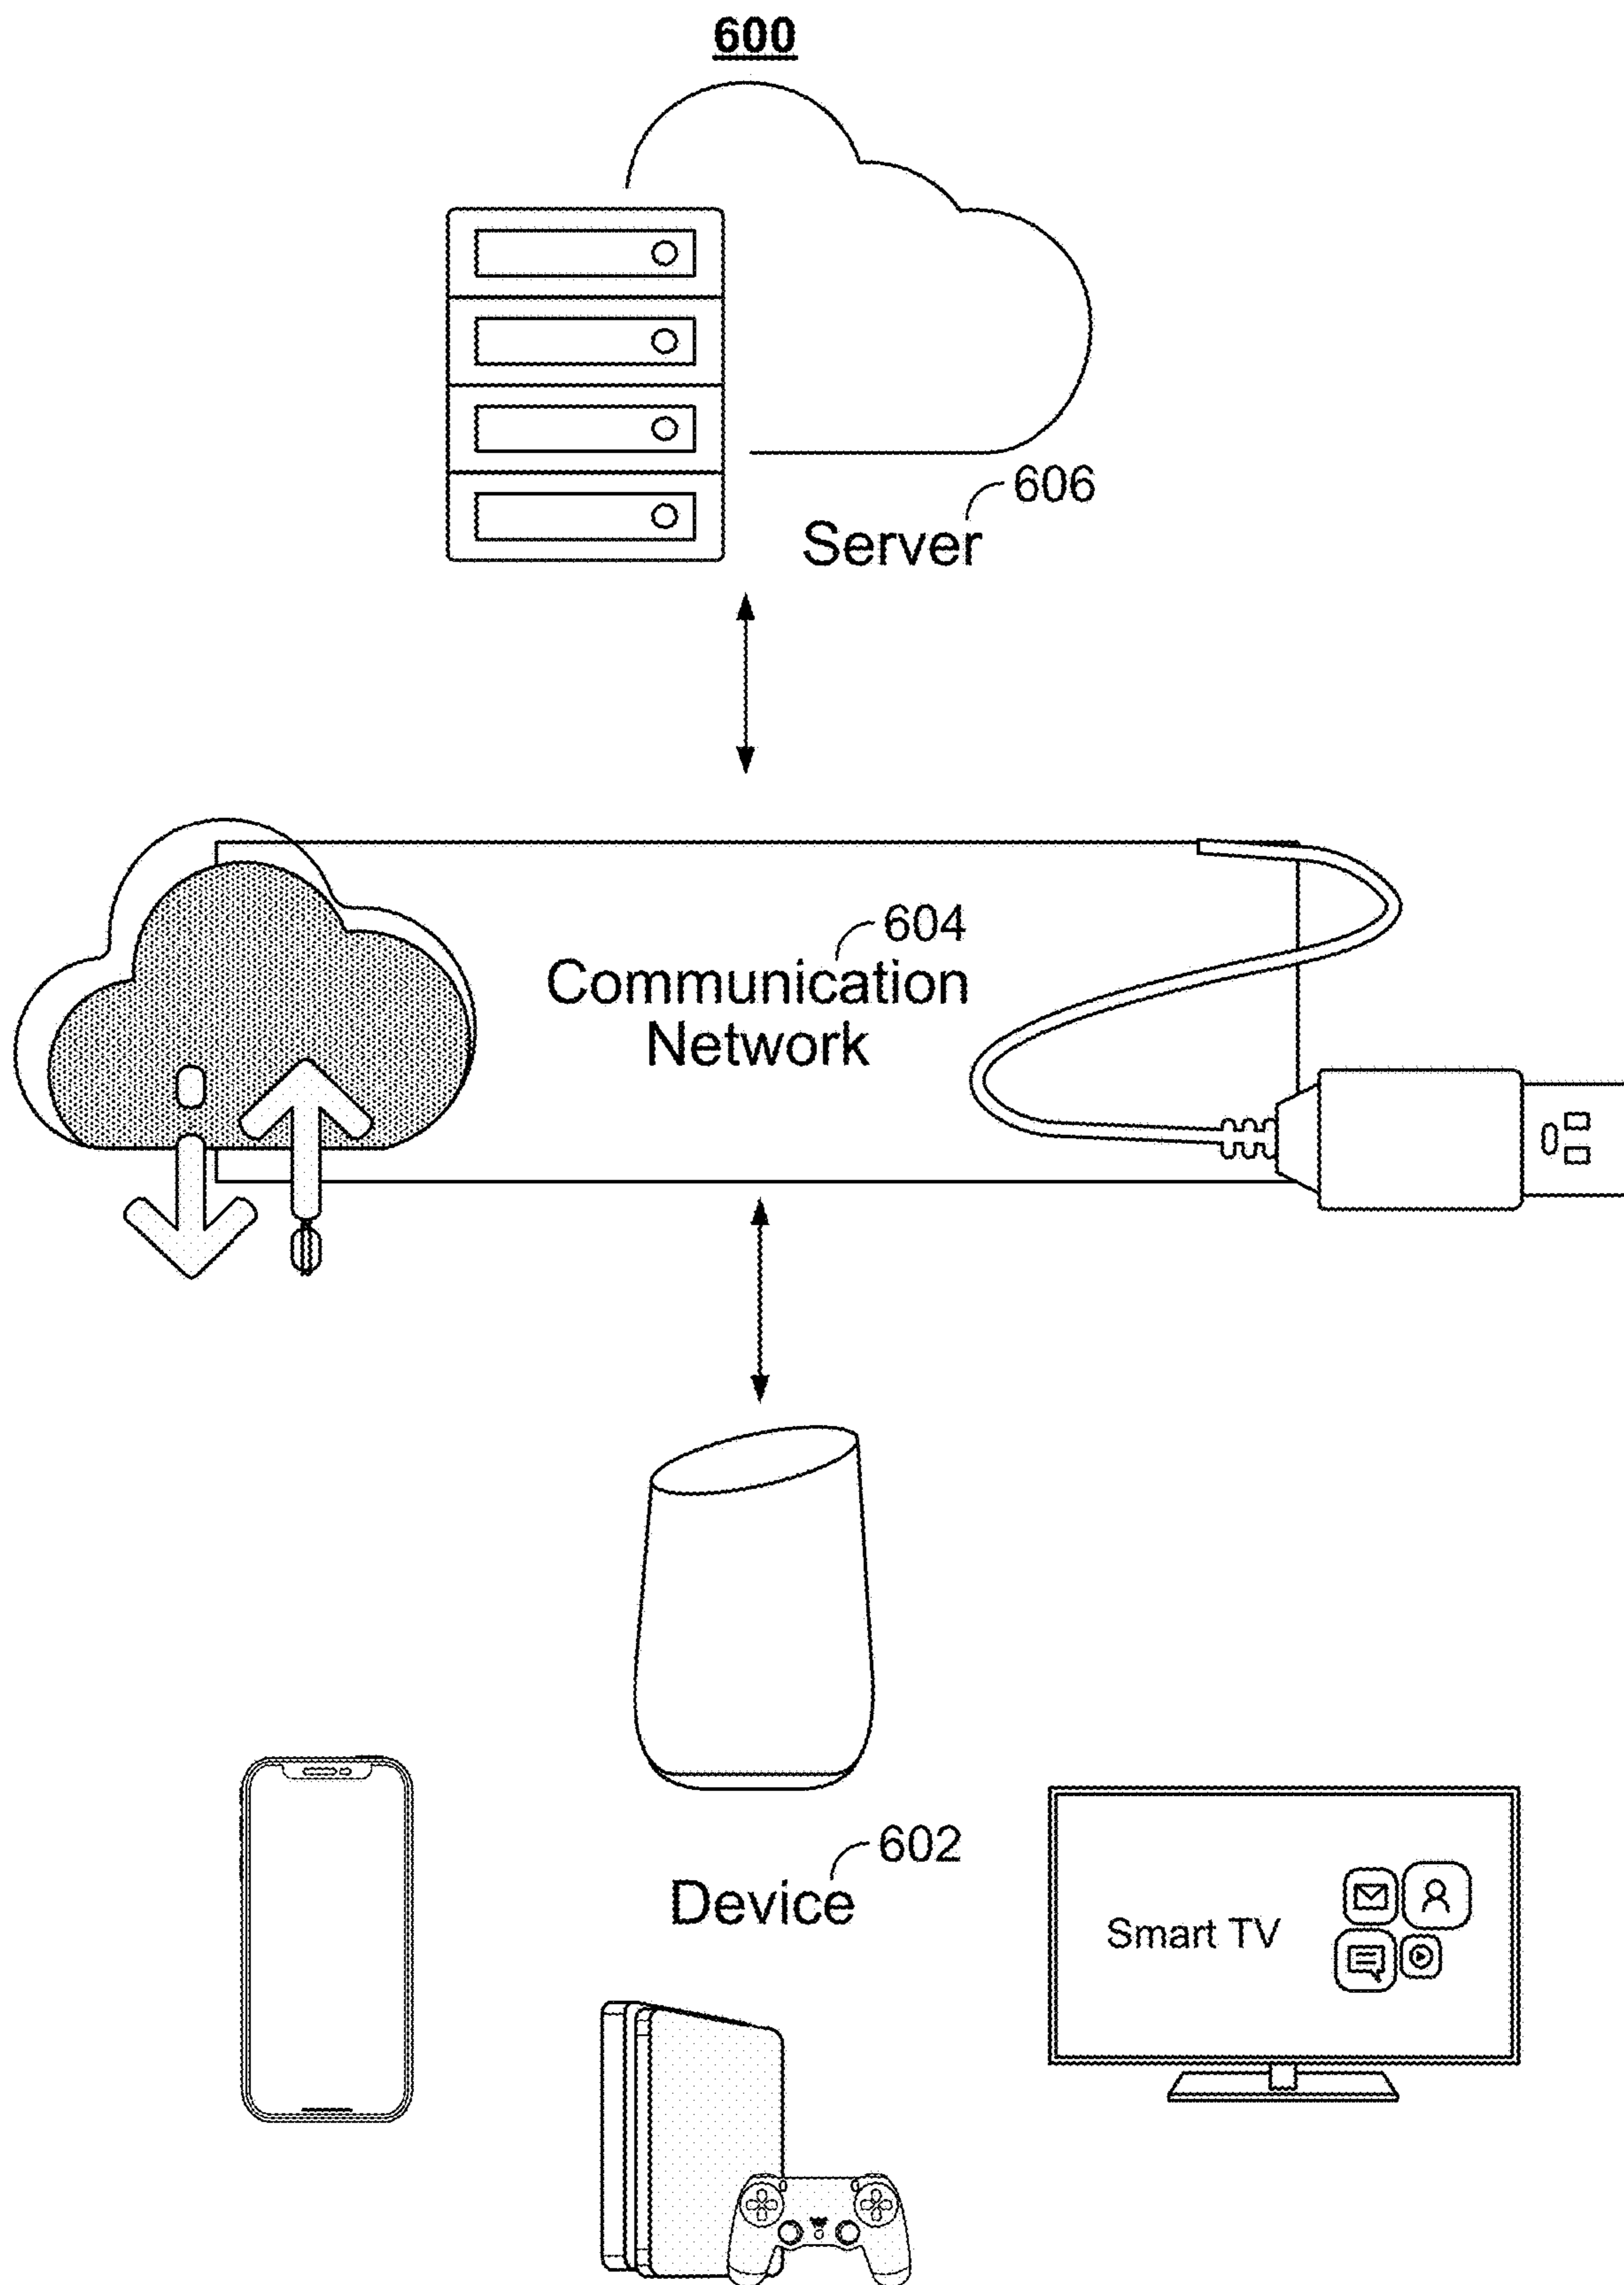 600
606
Server
604
Communication
Network
602
Device
Smart TV